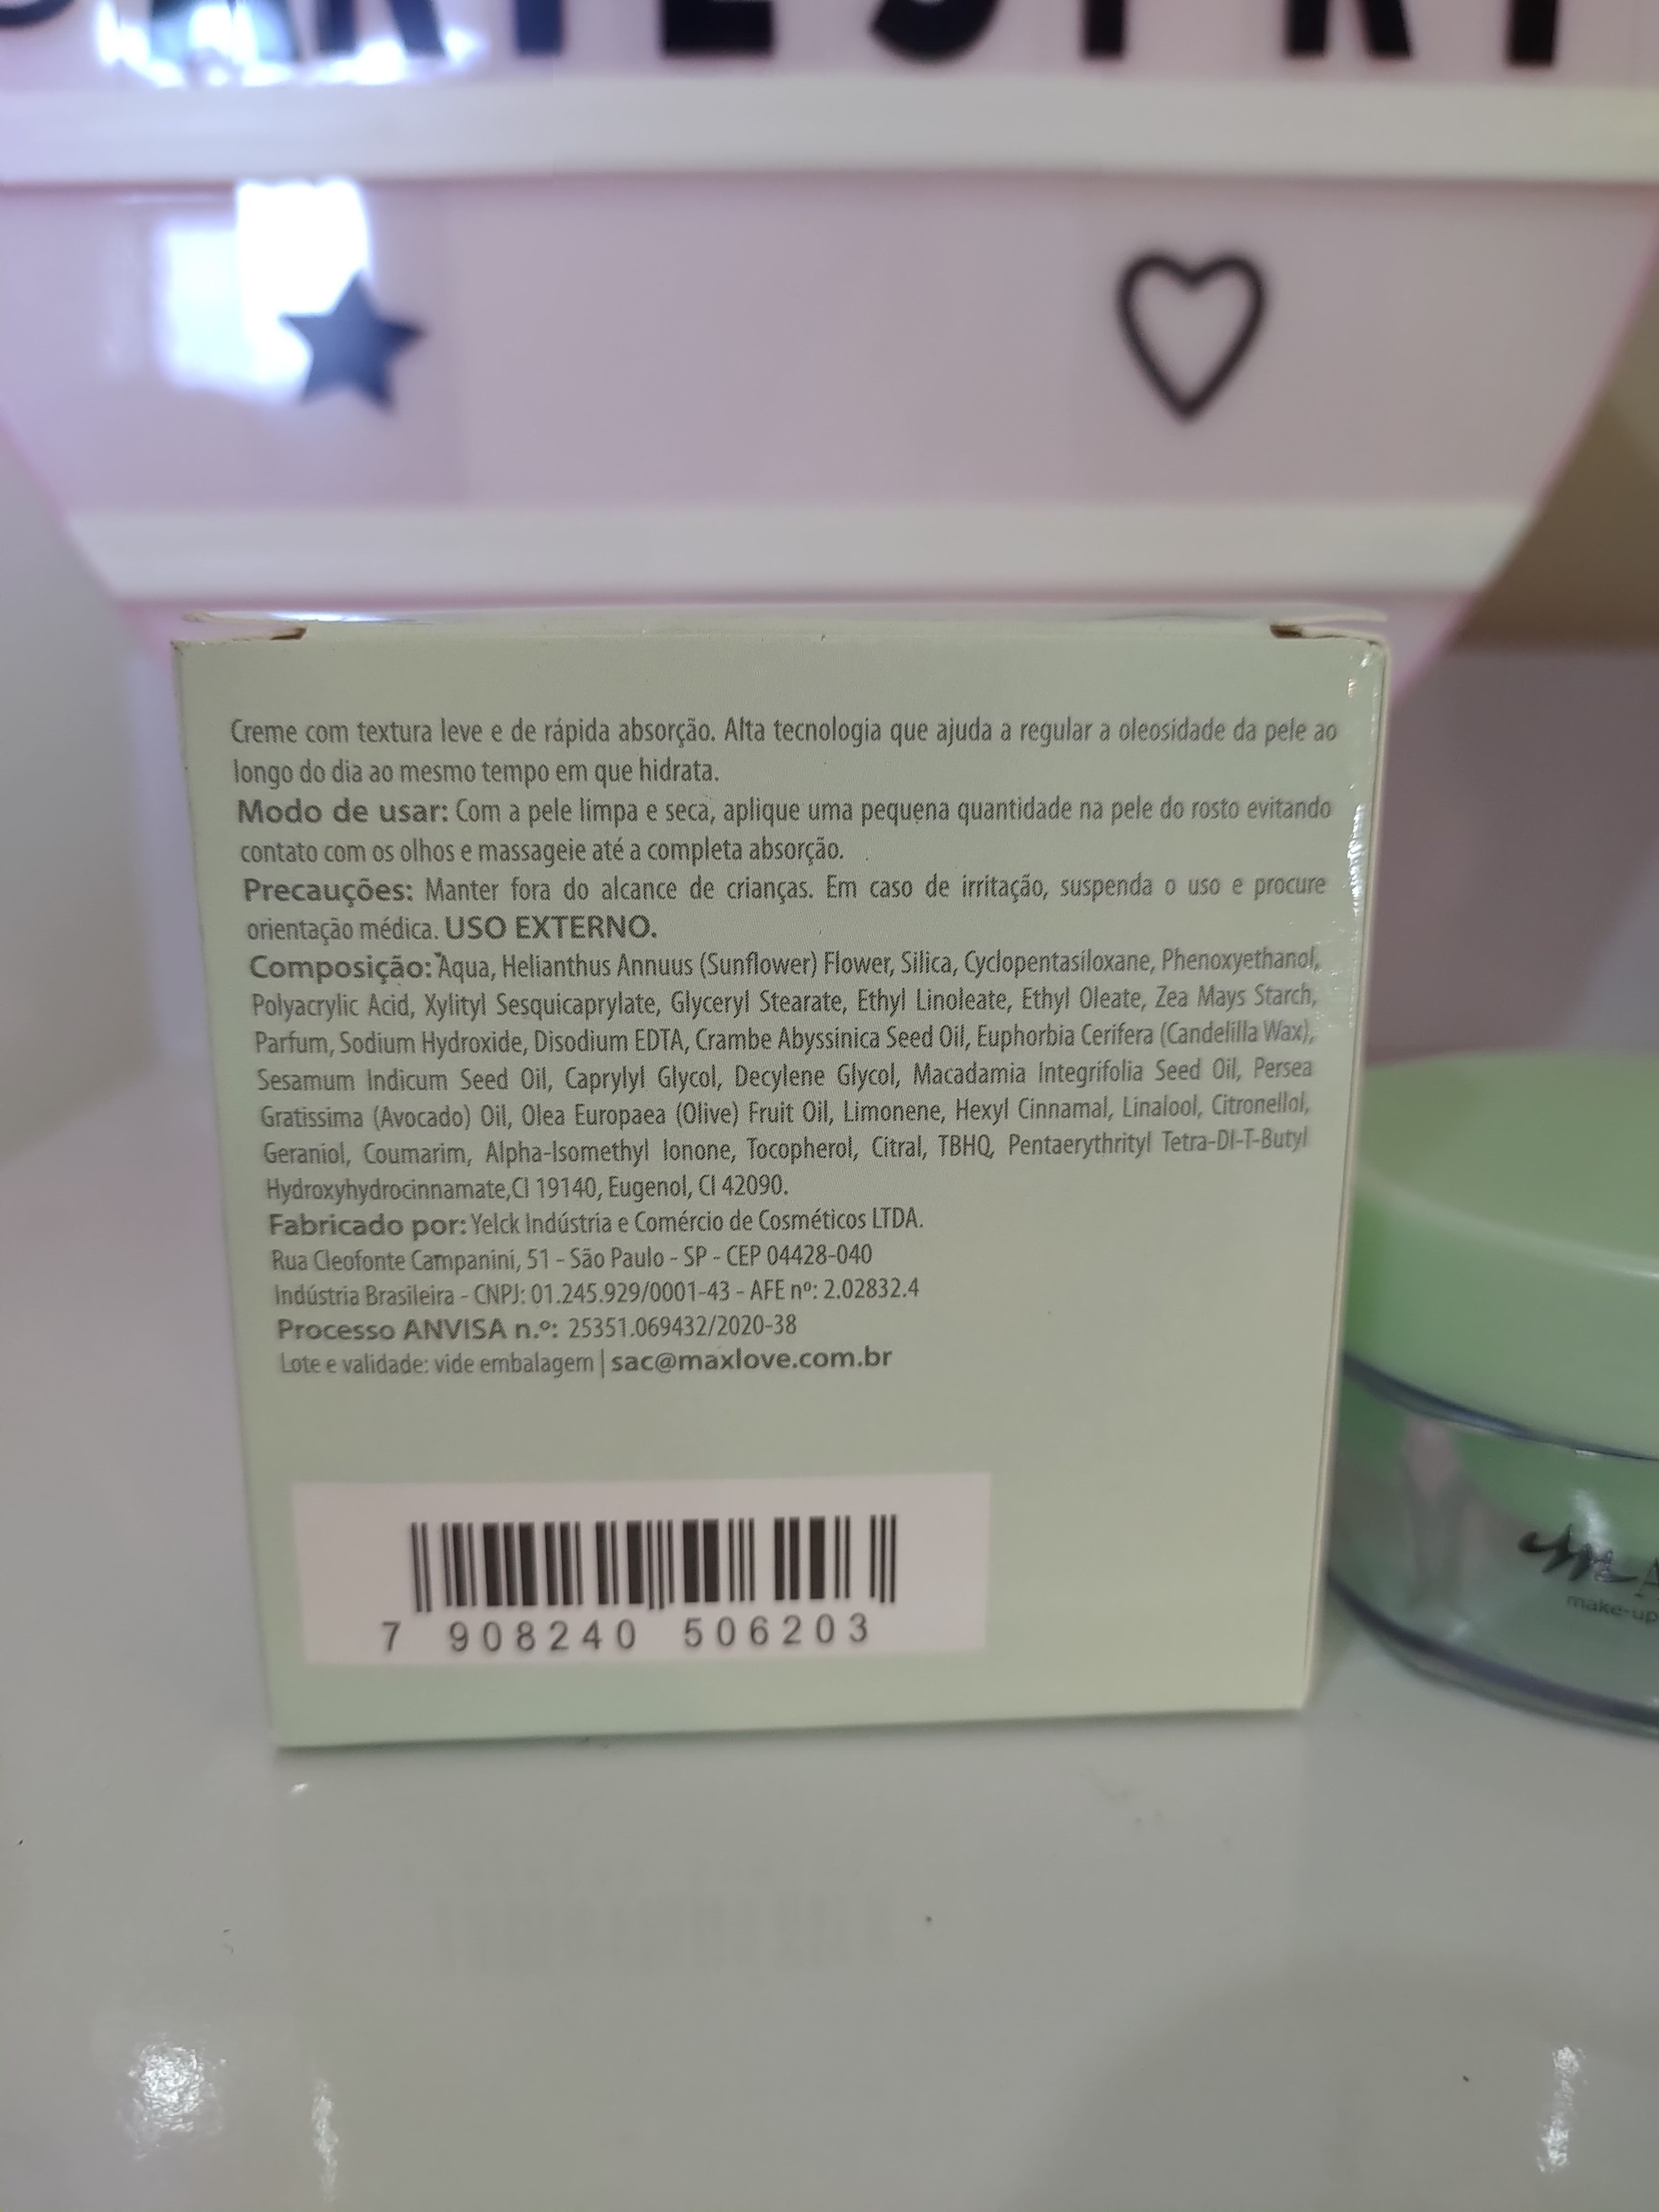 Creme com textura leve e de rápida absorção. Alta tecnologia que ajuda a regular a oleosidade da pele ao
longo do dia ao mesmo tempo em que hidrata.
Modo de usar: Com a pele limpa e seca, aplique uma pequena quantidade na pele do rosto evitando
contato com os olhos e massageie até a completa absorção.
Precauções: Manter fora do alcance de crianças. Em caso de irritação, suspenda o uso e procure
orientação médica. USO EXTERNO.
Composição: Aqua, Helianthus Annuus (Sunflower) Flower, Silica, Cyclopentasiloxane, Phenoxyethanol,
Polyacrylic Acid, Xylityl Sesquicaprylate, Glyceryl Stearate, Ethyl Linoleate, Ethyl Oleate, Zea Mays Starch,
Parfum, Sodium Hydroxide, Disodium EDTA, Crambe Abyssinica Seed Oil, Euphorbia Cerifera (Candelilla Wax),
Sesamum Indicum Seed Oil, Caprylyl Glycol, Decylene Glycol, Macadamia Integrifolia Seed Oil, Persea
Gratissima (Avocado) Oil, Olea Europaea (Olive) Fruit Oil, Limonene, Hexyl Cinnamal, Linalool, Citronellol,
Geraniol, Coumarim, Alpha-Isomethyl Ionone, Tocopherol, Citral, TBHQ, Pentaerythrityl Tetra-DI-T-Butyl
Hydroxyhydrocinnamate,CI 19140, Eugenol, CI 42090.
Fabricado por: Yelck Indústria e Comércio de Cosméticos LTDA.
Rua Cleofonte Campanini, 51 - São Paulo - SP - CEP 04428-040
Indústria Brasileira - CNPJ: 01.245.929/0001-43 - AFE nº: 2.02832.4
Processo ANVISA n.º: 25351.069432/2020-38
Lote e validade: vide embalagem | sac@maxlove.com.br
7 908240 506203
make-up